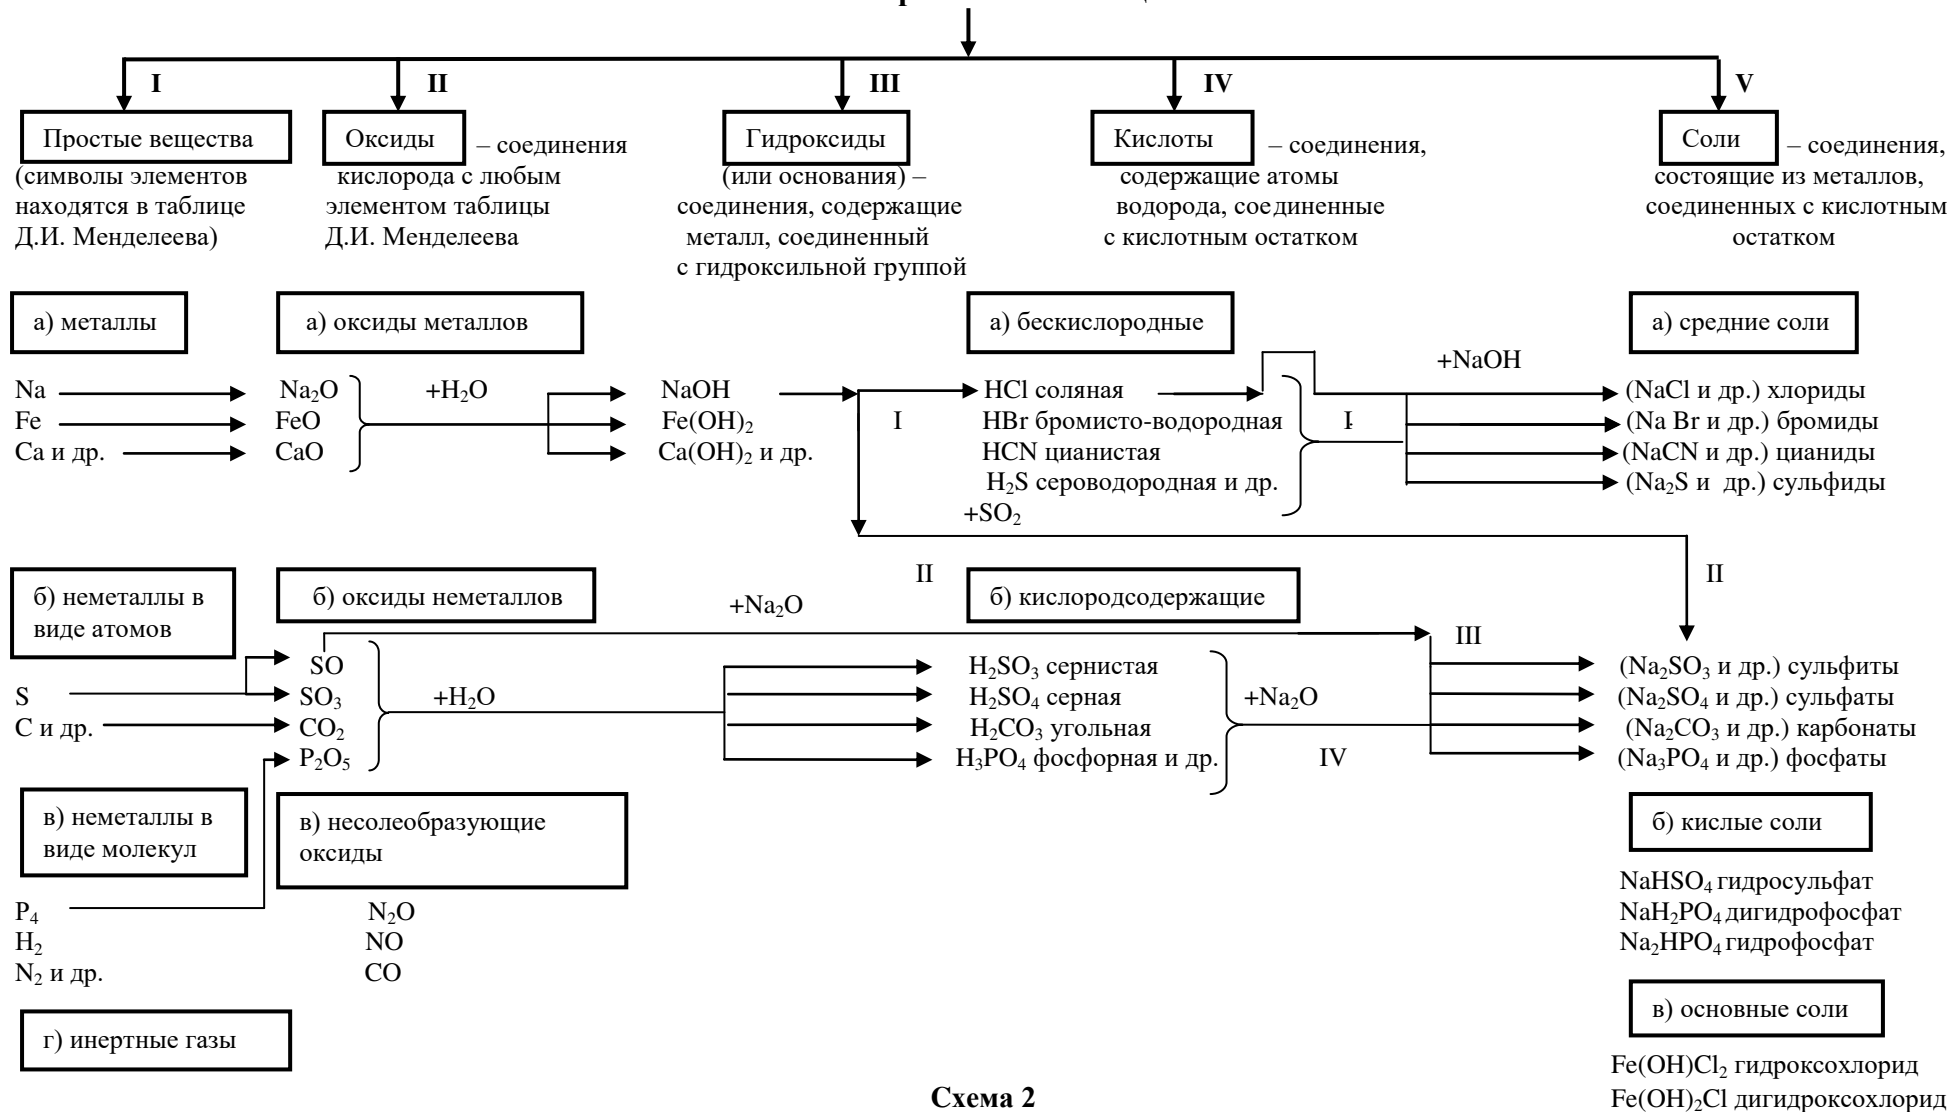 I II III IV V
Простые вещества
(символы элементов
находятся в таблице
Д.И. Менделеева)
Оксиды – соединения
кислорода с любым
элементом таблицы
Д.И. Менделеева
Гидроксиды
(или основания) –
соединения, содержащие
металл, соединенный
с гидроксильной группой
Кислоты – соединения,
содержащие атомы
водорода, соединенные
с кислотным остатком
Соли – соединения,
состоящие из металлов,
соединенных с кислотным
остатком
а) металлы
а) оксиды металлов
а) бескислородные
а) средние соли
+NaOH
Na Na₂O +H₂O NaOH HCl соляная (NaCl и др.) хлориды
Fe FeO Fe(OH)₂ I HBr бромисто-водородная I (Na Br и др.) бромиды
Ca и др. CaO Ca(OH)₂ и др. HCN цианистая (NaCN и др.) цианиды
H₂S сероводородная и др. (Na₂S и др.) сульфиды
+SO₂
II II
б) неметаллы в
виде атомов
б) оксиды неметаллов
+Na₂O
б) кислородсодержащие
III
SO H₂SO₃ сернистая (Na₂SO₃ и др.) сульфиты
S SO₃ +H₂O H₂SO₄ серная +Na₂O (Na₂SO₄ и др.) сульфаты
C и др. CO₂ H₂CO₃ угольная (Na₂CO₃ и др.) карбонаты
P₂O₅ H₃PO₄ фосфорная и др. IV (Na₃PO₄ и др.) фосфаты
в) неметаллы в
виде молекул
в) несолеобразующие
оксиды
б) кислые соли
NaHSO₄ гидросульфат
P₄ N₂O NaH₂PO₄ дигидрофосфат
H₂ NO Na₂HPO₄ гидрофосфат
N₂ и др. CO
в) основные соли
г) инертные газы
Fe(OH)Cl₂ гидроксохлорид
Схема 2 Fe(OH)₂Cl дигидроксохлорид